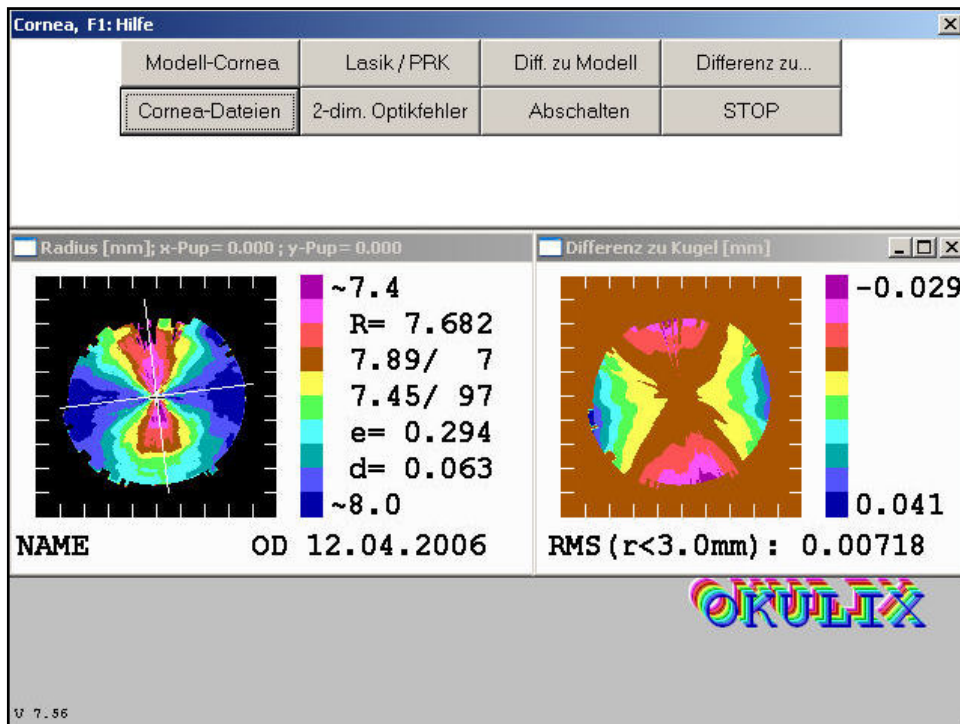 Cornea, F1: Hilfe
Modell-Cornea Lasik / PRK Diff. zu Modell Differenz zu...
Cornea-Dateien 2-dim. Optikfehler Abschalten STOP
Radius [mm]; x-Pup= 0.000 ; y-Pup= 0.000
~7.4
R= 7.682
7.89/ 7
7.45/ 97
e= 0.294
d= 0.063
~8.0
NAME OD 12.04.2006
Differenz zu Kugel [mm]
-0.029
0.041
RMS(r<3.0mm): 0.00718
OKULIX
V 7.56